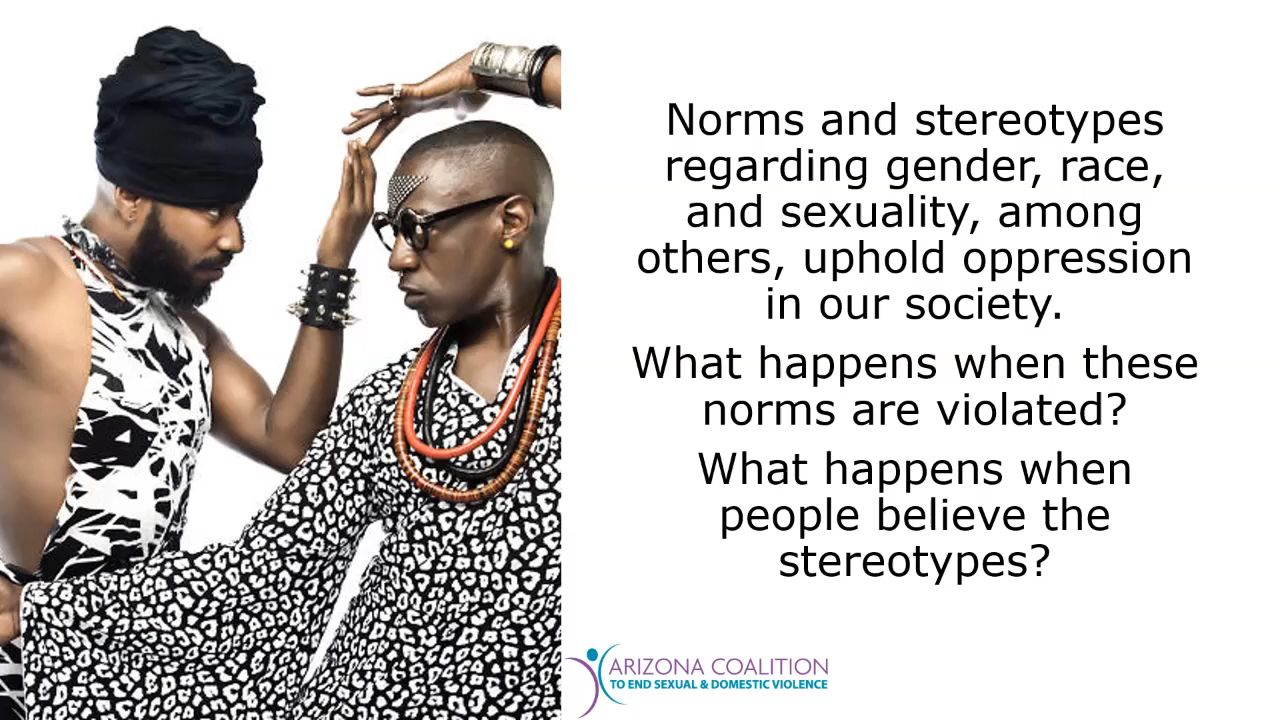 Norms and stereotypes
regarding gender, race,
and sexuality, among
others, uphold oppression
in our society.
What happens when these
norms are violated?
What happens when
people believe the
stereotypes?
ARIZONA COALITION
TO END SEXUAL & DOMESTIC VIOLENCE